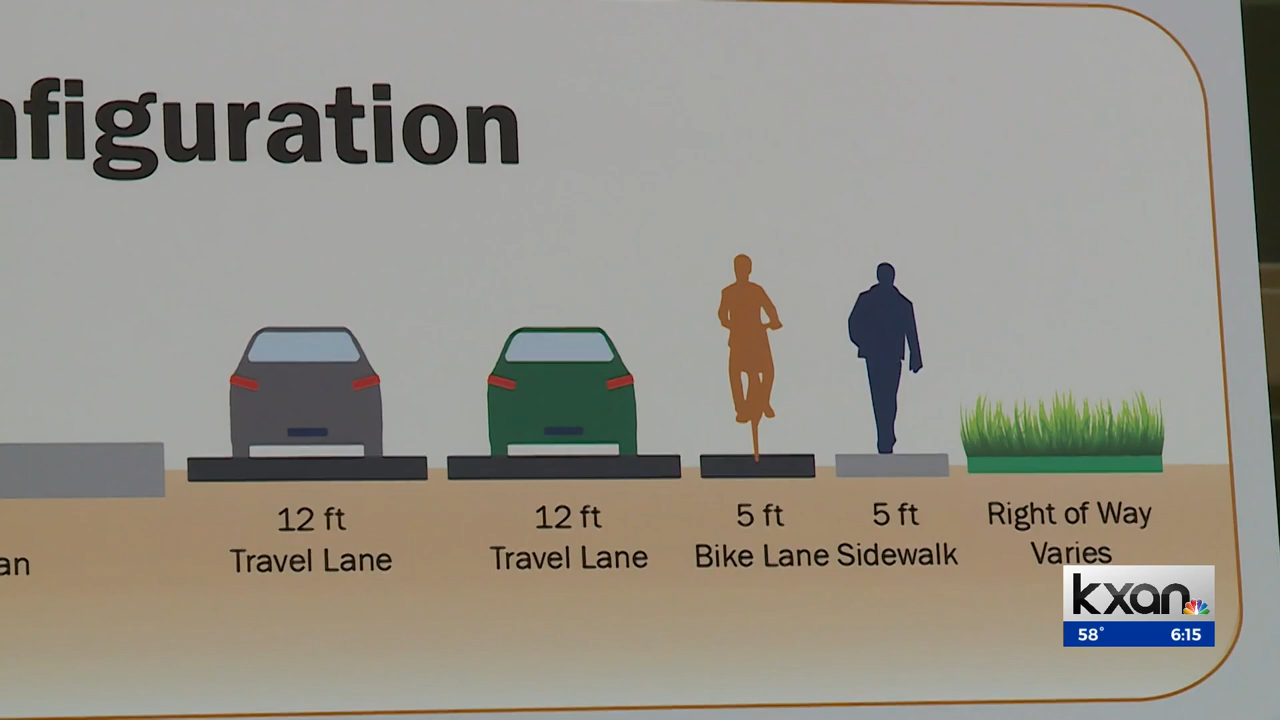 nfiguration
12 ft
Travel Lane
12 ft
Travel Lane
5 ft
Bike Lane
5 ft
Sidewalk
Right of Way
Varies
an
kxan
58° 6:15